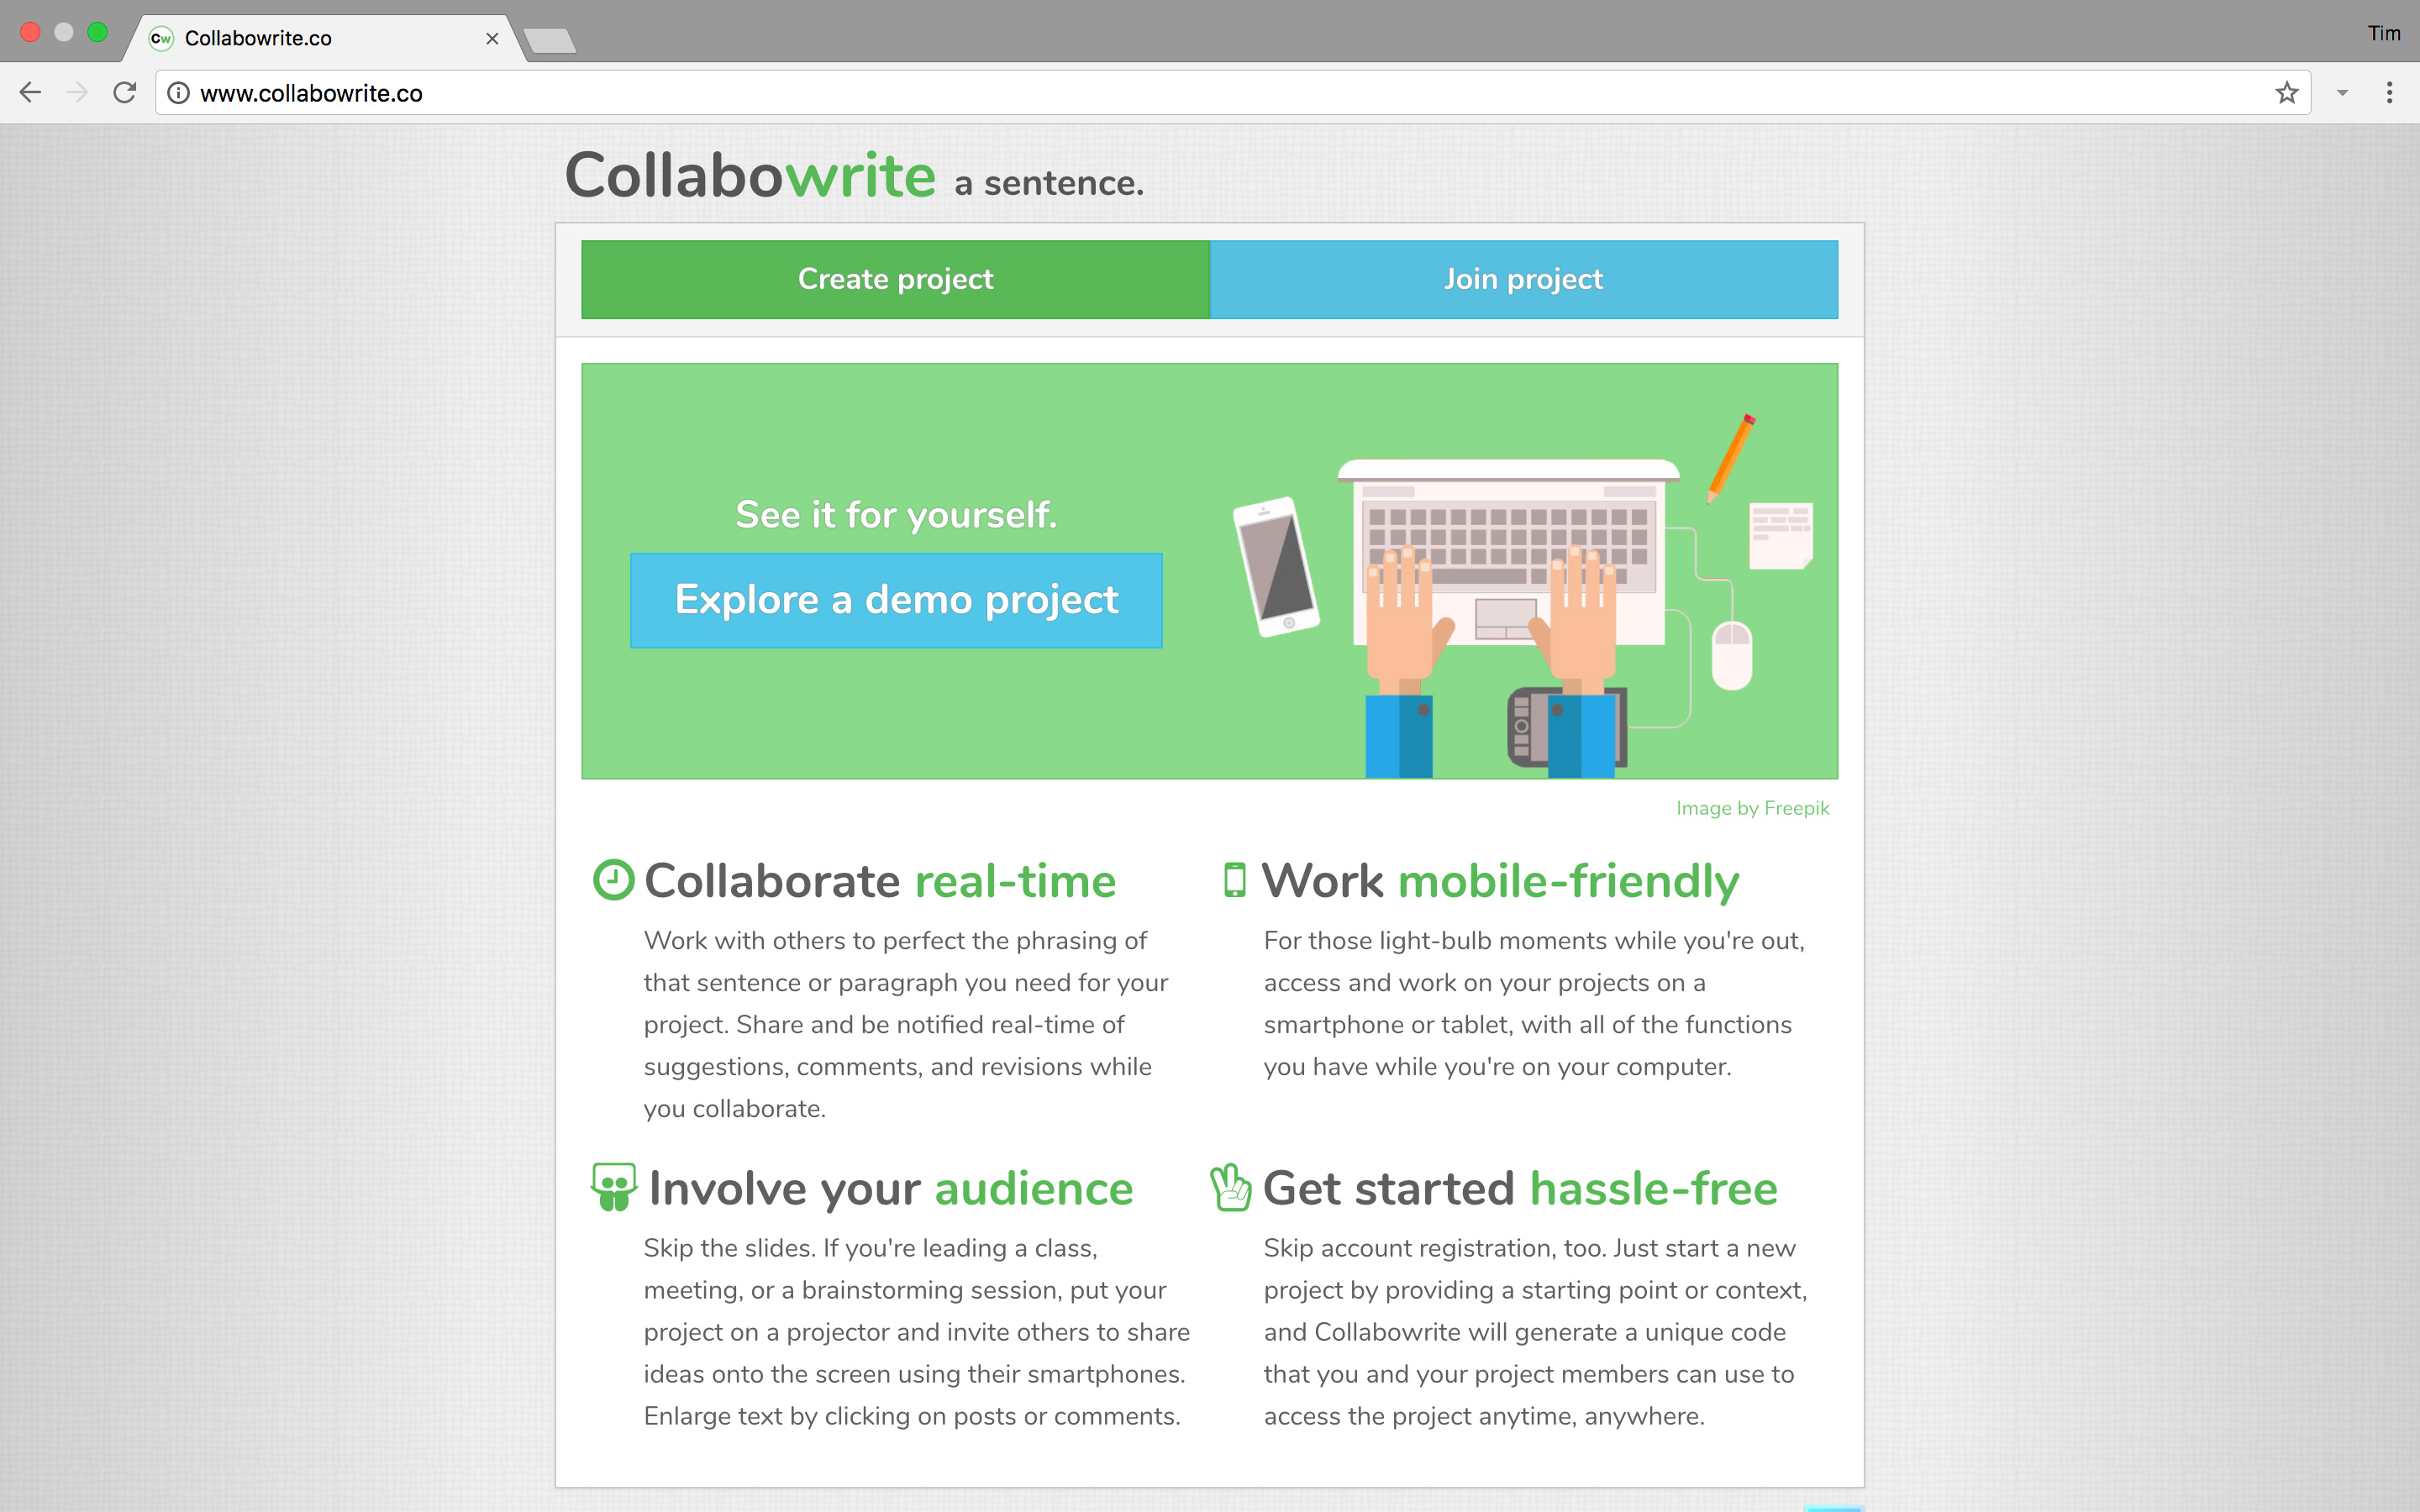 Cw Collabowrite.co
Tim
www.collabowrite.co
Collabowrite a sentence.
Create project
Join project
See it for yourself.
Explore a demo project
Image by Freepik
Collaborate real-time
Work with others to perfect the phrasing of
that sentence or paragraph you need for your
project. Share and be notified real-time of
suggestions, comments, and revisions while
you collaborate.
Work mobile-friendly
For those light-bulb moments while you're out,
access and work on your projects on a
smartphone or tablet, with all of the functions
you have while you're on your computer.
Involve your audience
Skip the slides. If you're leading a class,
meeting, or a brainstorming session, put your
project on a projector and invite others to share
ideas onto the screen using their smartphones.
Enlarge text by clicking on posts or comments.
Get started hassle-free
Skip account registration, too. Just start a new
project by providing a starting point or context,
and Collabowrite will generate a unique code
that you and your project members can use to
access the project anytime, anywhere.